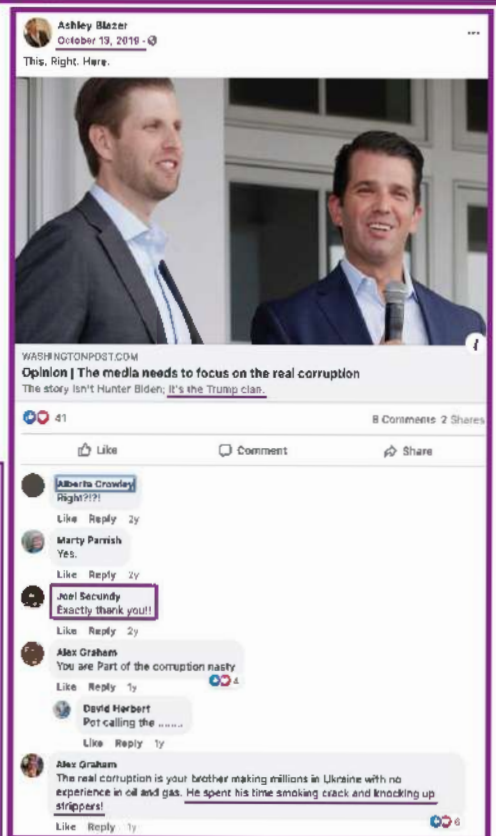 Ashley Blazer
October 13, 2019 ·
This. Right. Here.
WASHINGTONPOST.COM
Opinion | The media needs to focus on the real corruption
The story isn't Hunter Biden; it's the Trump clan.
41
8 Comments 2 Shares
Like Comment Share
Alberta Crowley
Right?!?!
Like Reply 2y
Marty Parrish
Yes.
Like Reply 2y
Joel Secundy
Exactly thank you!!
Like Reply 2y
Alex Graham
You are Part of the corruption nasty
Like Reply 1y
4
David Herbert
Pot calling the ........
Like Reply 1y
Alex Graham
The real corruption is your brother making millions in Ukraine with no
experience in oil and gas. He spent his time smoking crack and knocking up
strippers!
Like Reply 1y
6